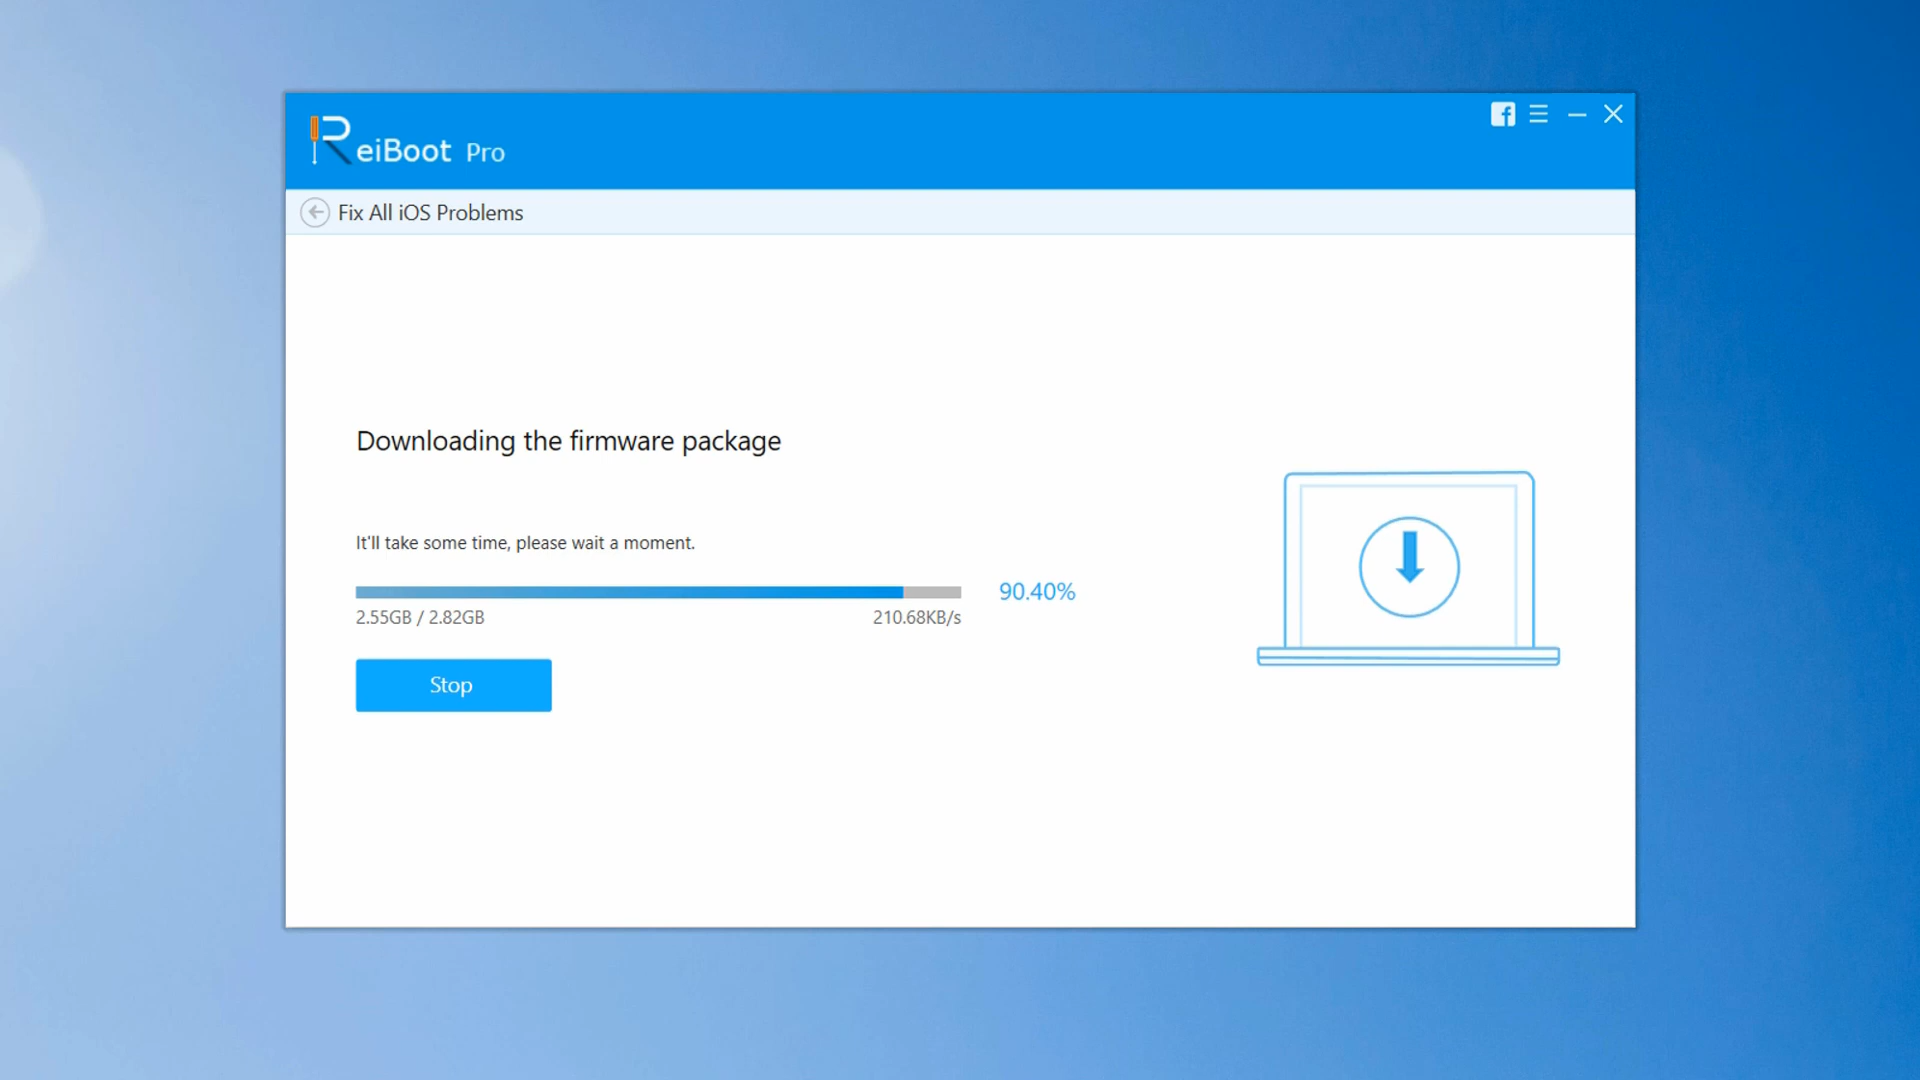 ReiBoot Pro
Fix All iOS Problems
Downloading the firmware package
It'll take some time, please wait a moment.
90.40%
2.55GB / 2.82GB
210.68KB/s
Stop